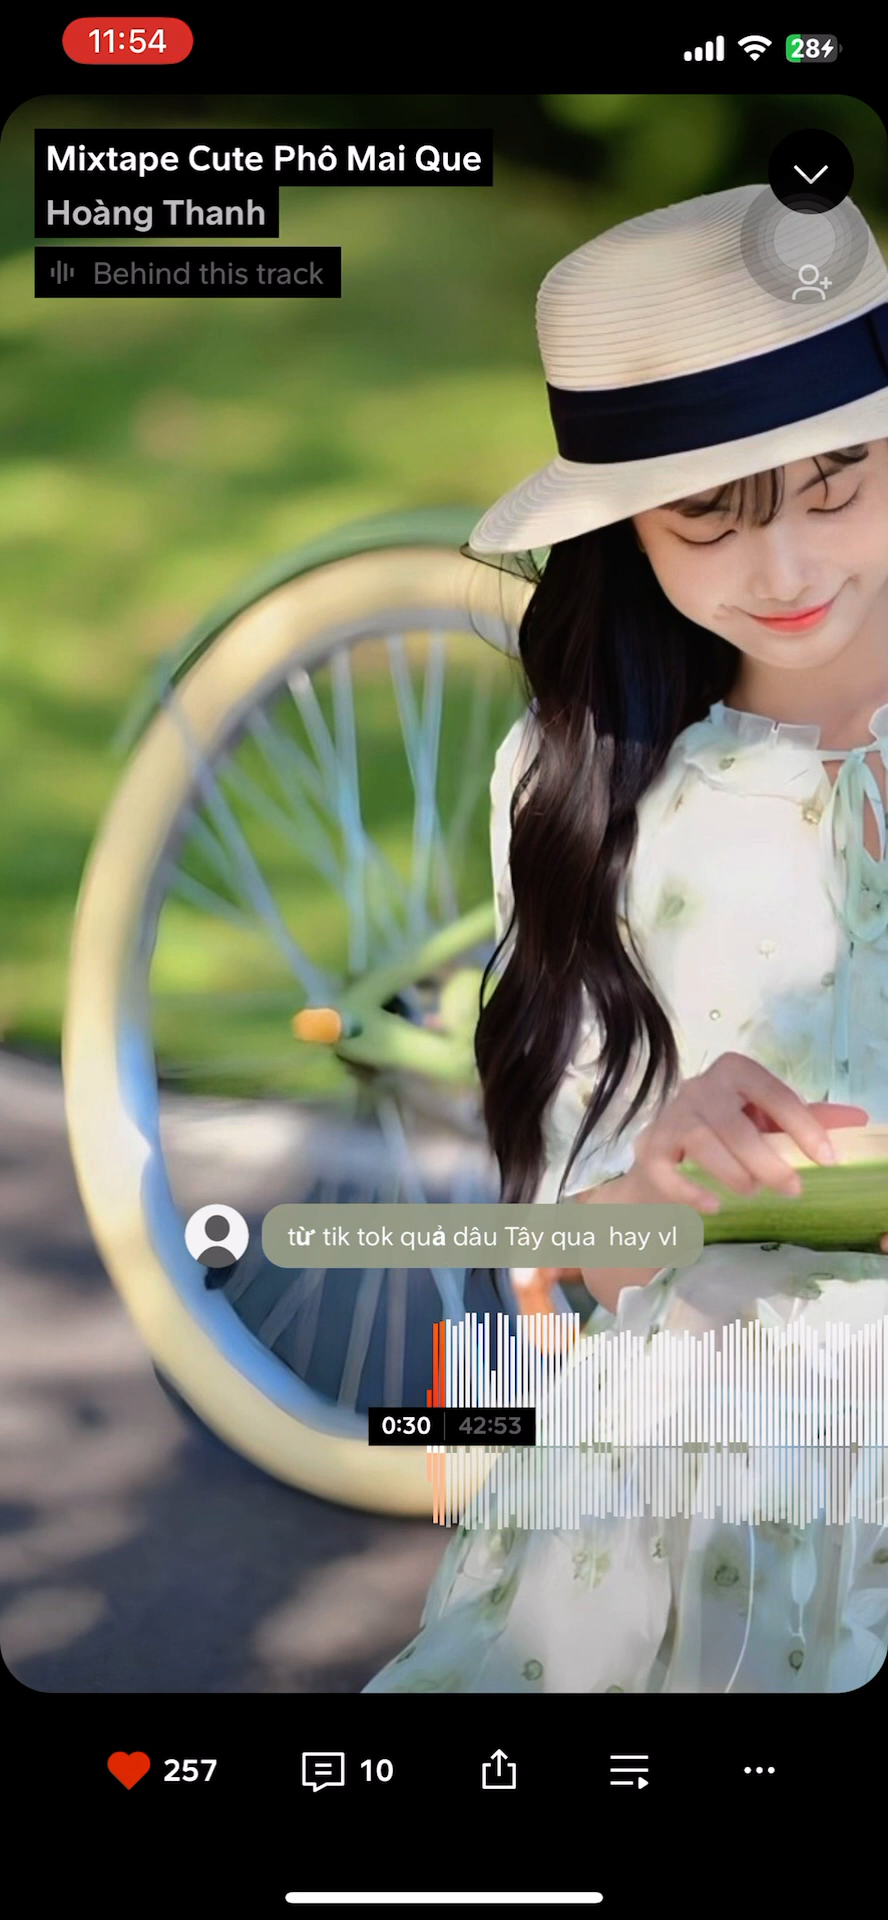 11:54
28
Mixtape Cute Phô Mai Que
Hoàng Thanh
Behind this track
từ tik tok quả dâu Tây qua  hay vl
0:30 42:53
257
10